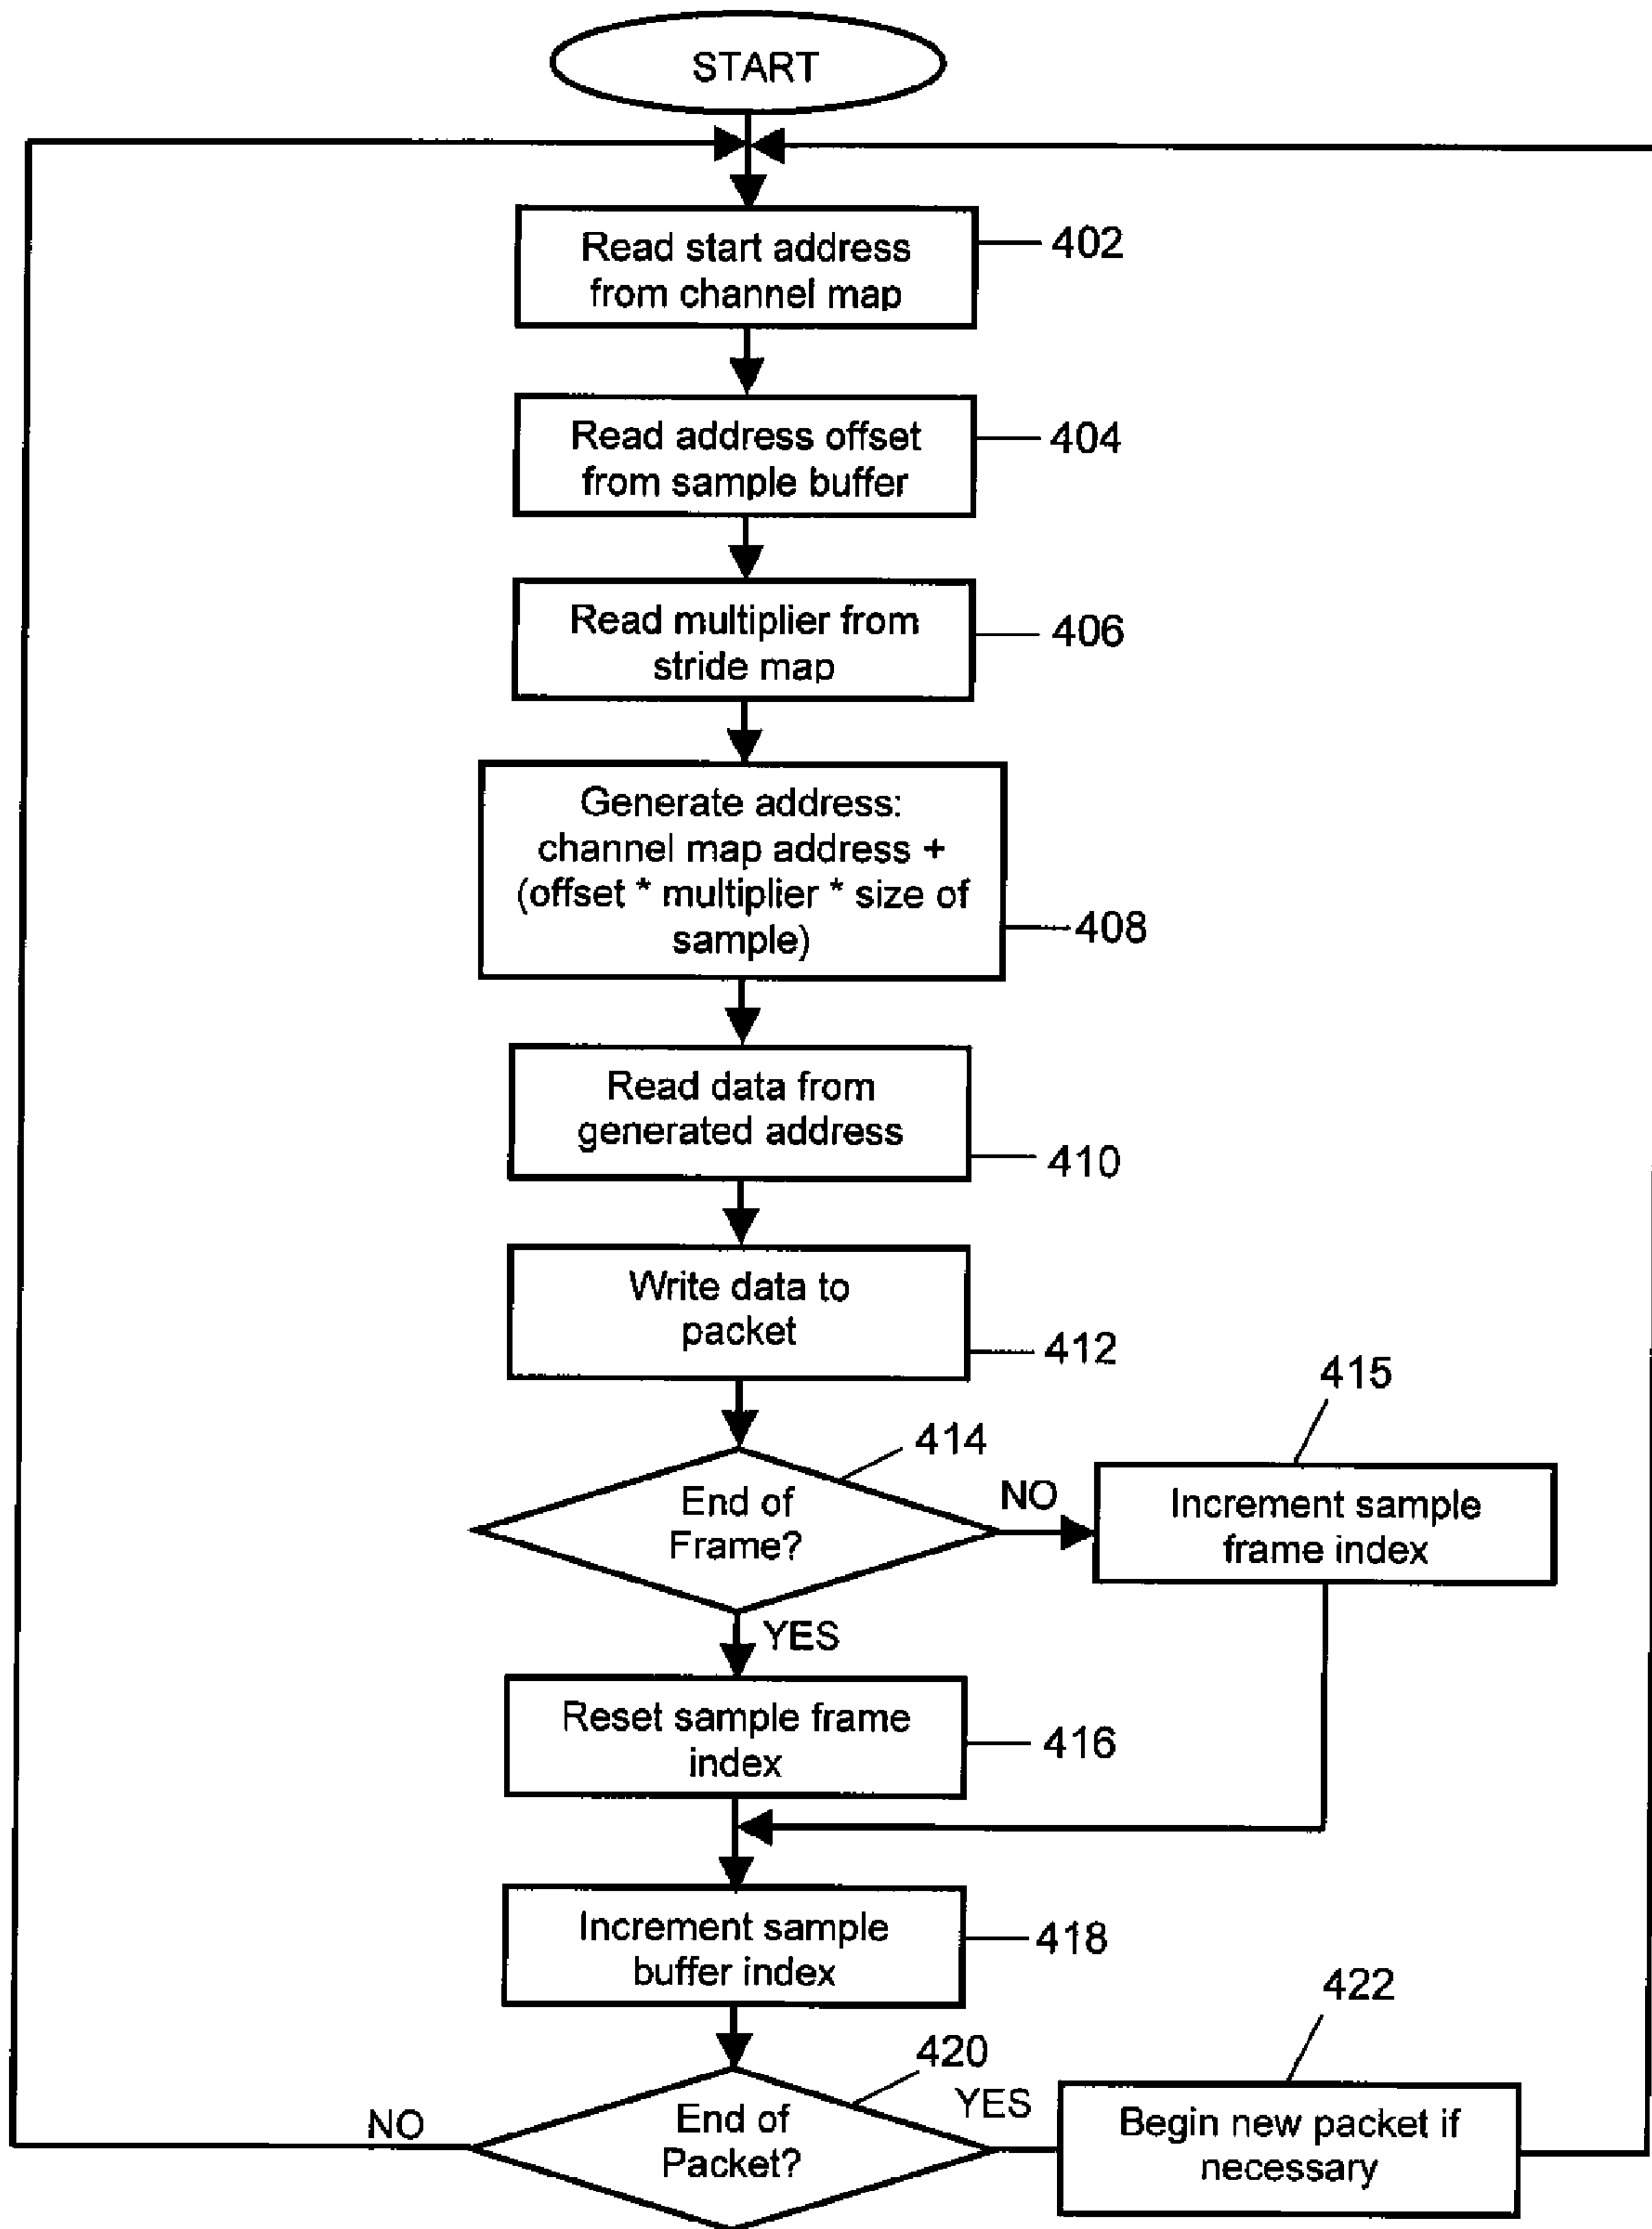 START
Read start address
from channel map
402
Read address offset
from sample buffer
404
Read multiplier from
stride map
406
Generate address:
channel map address +
(offset * multiplier * size of
sample)
408
Read data from
generated address
410
Write data to
packet
412
415
414
End of
Frame?
NO
Increment sample
frame index
YES
Reset sample frame
index
416
Increment sample
buffer index
418
422
420
NO
End of
Packet?
YES
Begin new packet if
necessary